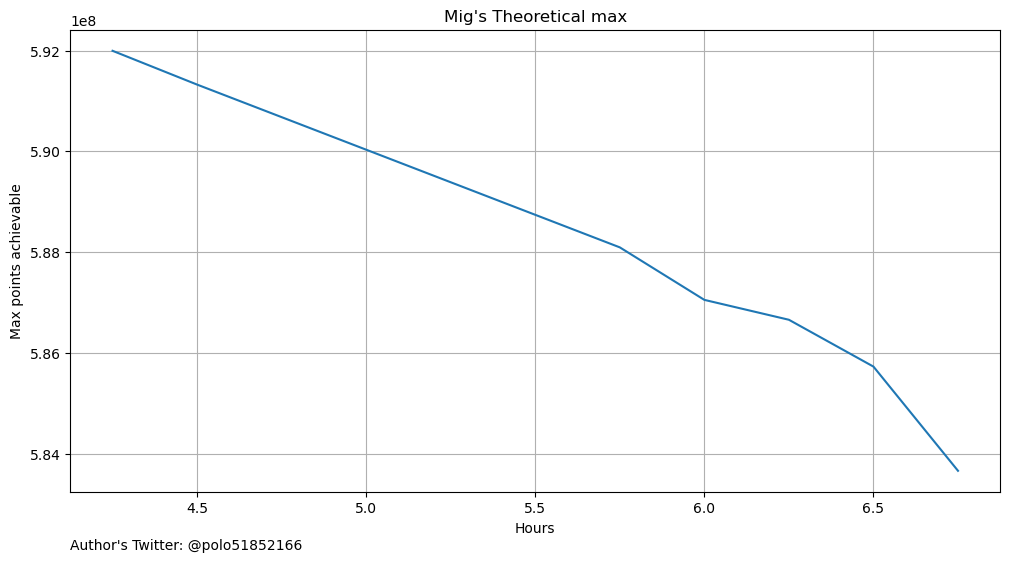 Mig's Theoretical max
1e8
5.92
5.90
5.88
5.86
5.84
Max points achievable
4.5 5.0 5.5 6.0 6.5
Hours
Author's Twitter: @polo51852166